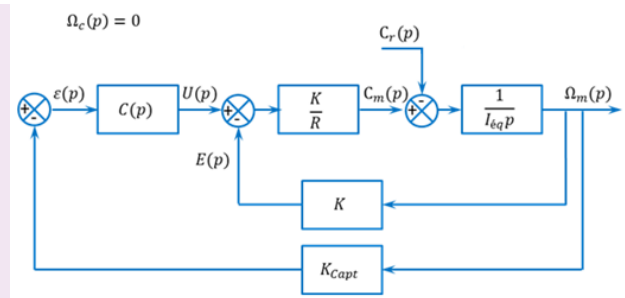 Ω_c(p) = 0
C_r(p)
ε(p)
C(p)
U(p)
K
R
C_m(p)
1
I_éq p
Ω_m(p)
+
-
+
-
+
-
E(p)
K
K_Capt